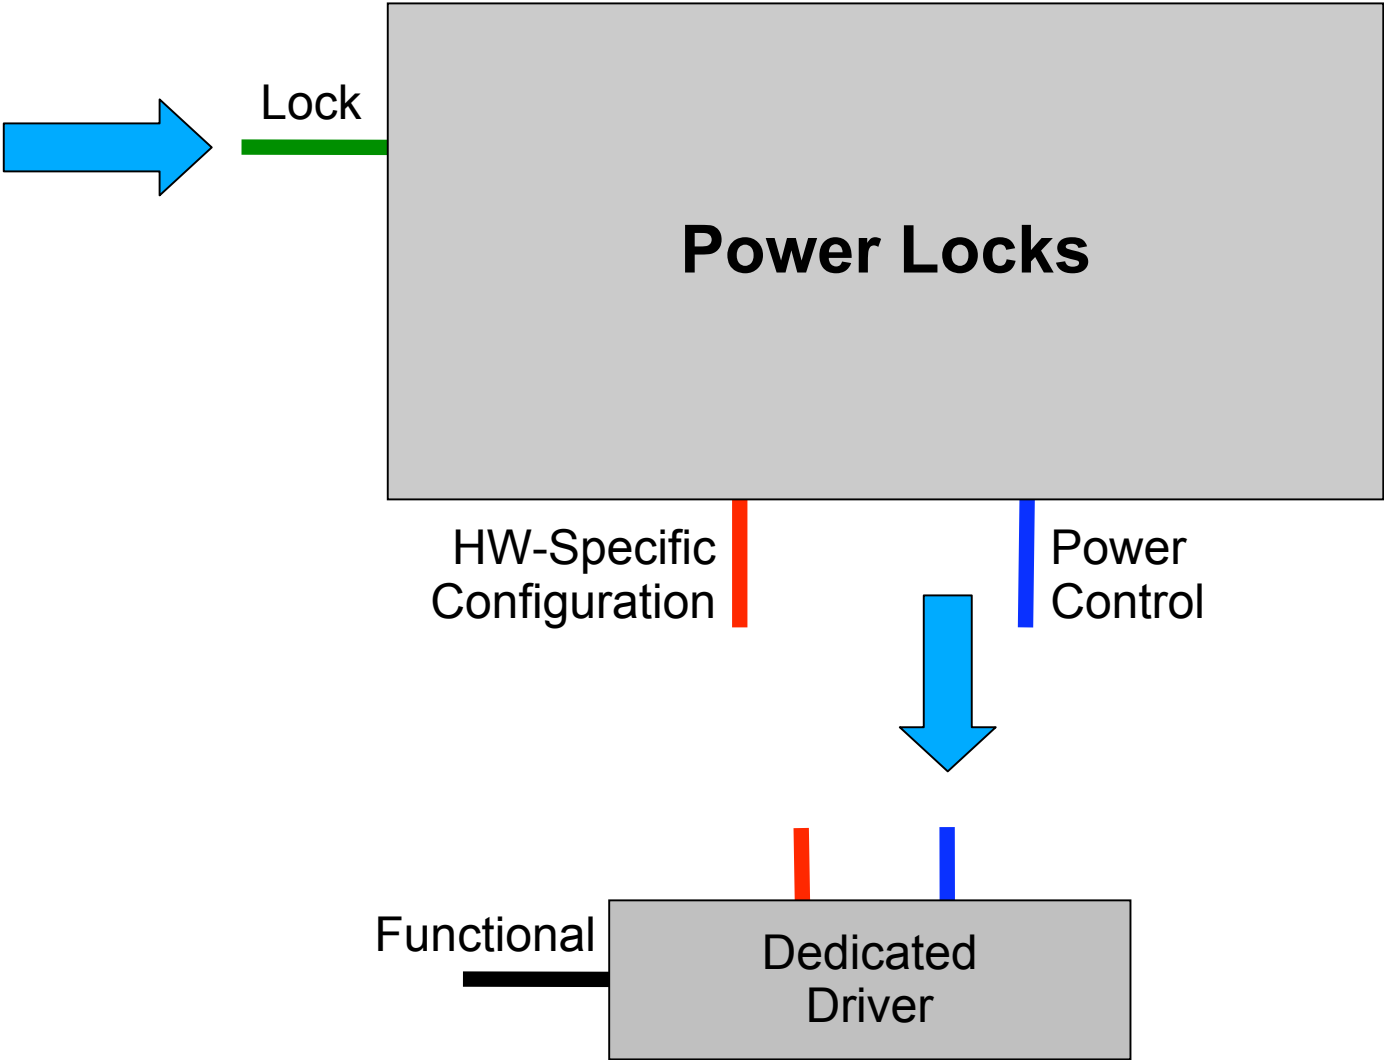 Lock
Power Locks
HW-Specific
Configuration
Power
Control
Functional
Dedicated
Driver